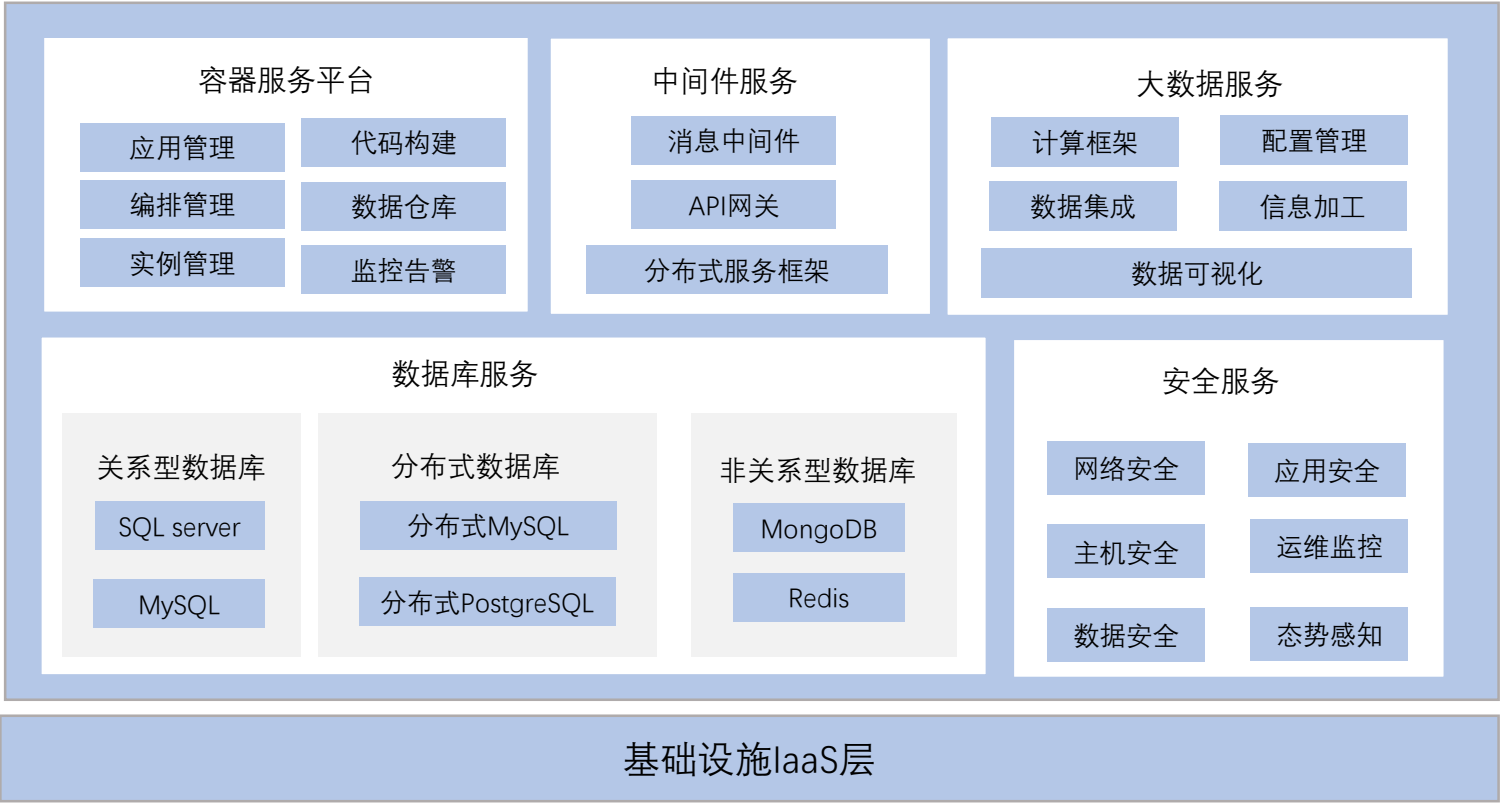 容器服务平台
应用管理
代码构建
编排管理
数据仓库
实例管理
监控告警
中间件服务
消息中间件
API网关
分布式服务框架
大数据服务
计算框架
配置管理
数据集成
信息加工
数据可视化
数据库服务
关系型数据库
SQL server
MySQL
分布式数据库
分布式MySQL
分布式PostgreSQL
非关系型数据库
MongoDB
Redis
安全服务
网络安全
应用安全
主机安全
运维监控
数据安全
态势感知
基础设施IaaS层